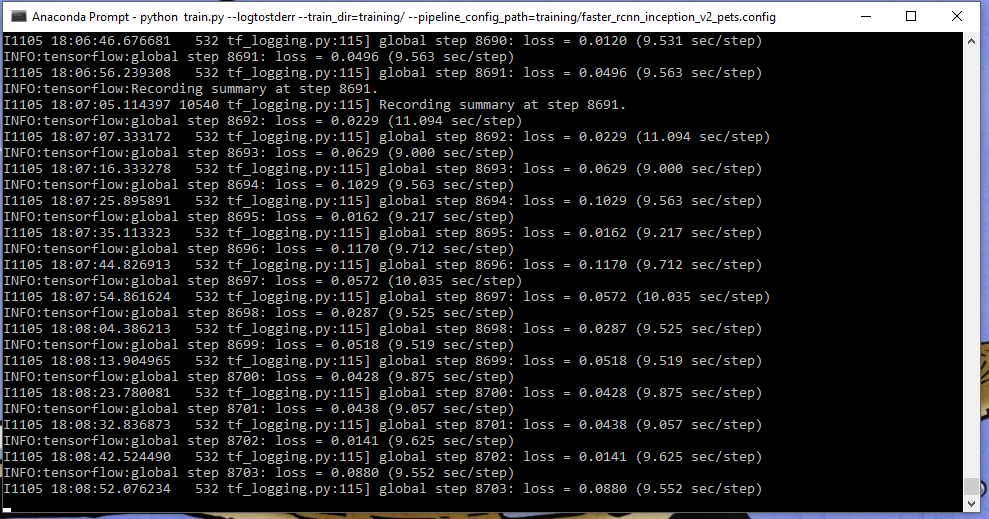 Anaconda Prompt - python train.py --logtostderr --train_dir=training/ --pipeline_config_path=training/faster_rcnn_inception_v2_pets.config
I1105 18:06:46.676681   532 tf_logging.py:115] global step 8690: loss = 0.0120 (9.531 sec/step)
INFO:tensorflow:global step 8691: loss = 0.0496 (9.563 sec/step)
I1105 18:06:56.239308   532 tf_logging.py:115] global step 8691: loss = 0.0496 (9.563 sec/step)
INFO:tensorflow:Recording summary at step 8691.
I1105 18:07:05.114397 10540 tf_logging.py:115] Recording summary at step 8691.
INFO:tensorflow:global step 8692: loss = 0.0229 (11.094 sec/step)
I1105 18:07:07.333172   532 tf_logging.py:115] global step 8692: loss = 0.0229 (11.094 sec/step)
INFO:tensorflow:global step 8693: loss = 0.0629 (9.000 sec/step)
I1105 18:07:16.333278   532 tf_logging.py:115] global step 8693: loss = 0.0629 (9.000 sec/step)
INFO:tensorflow:global step 8694: loss = 0.1029 (9.563 sec/step)
I1105 18:07:25.895891   532 tf_logging.py:115] global step 8694: loss = 0.1029 (9.563 sec/step)
INFO:tensorflow:global step 8695: loss = 0.0162 (9.217 sec/step)
I1105 18:07:35.113323   532 tf_logging.py:115] global step 8695: loss = 0.0162 (9.217 sec/step)
INFO:tensorflow:global step 8696: loss = 0.1170 (9.712 sec/step)
I1105 18:07:44.826913   532 tf_logging.py:115] global step 8696: loss = 0.1170 (9.712 sec/step)
INFO:tensorflow:global step 8697: loss = 0.0572 (10.035 sec/step)
I1105 18:07:54.861624   532 tf_logging.py:115] global step 8697: loss = 0.0572 (10.035 sec/step)
INFO:tensorflow:global step 8698: loss = 0.0287 (9.525 sec/step)
I1105 18:08:04.386213   532 tf_logging.py:115] global step 8698: loss = 0.0287 (9.525 sec/step)
INFO:tensorflow:global step 8699: loss = 0.0518 (9.519 sec/step)
I1105 18:08:13.904965   532 tf_logging.py:115] global step 8699: loss = 0.0518 (9.519 sec/step)
INFO:tensorflow:global step 8700: loss = 0.0428 (9.875 sec/step)
I1105 18:08:23.780081   532 tf_logging.py:115] global step 8700: loss = 0.0428 (9.875 sec/step)
INFO:tensorflow:global step 8701: loss = 0.0438 (9.057 sec/step)
I1105 18:08:32.836873   532 tf_logging.py:115] global step 8701: loss = 0.0438 (9.057 sec/step)
INFO:tensorflow:global step 8702: loss = 0.0141 (9.625 sec/step)
I1105 18:08:42.524490   532 tf_logging.py:115] global step 8702: loss = 0.0141 (9.625 sec/step)
INFO:tensorflow:global step 8703: loss = 0.0880 (9.552 sec/step)
I1105 18:08:52.076234   532 tf_logging.py:115] global step 8703: loss = 0.0880 (9.552 sec/step)